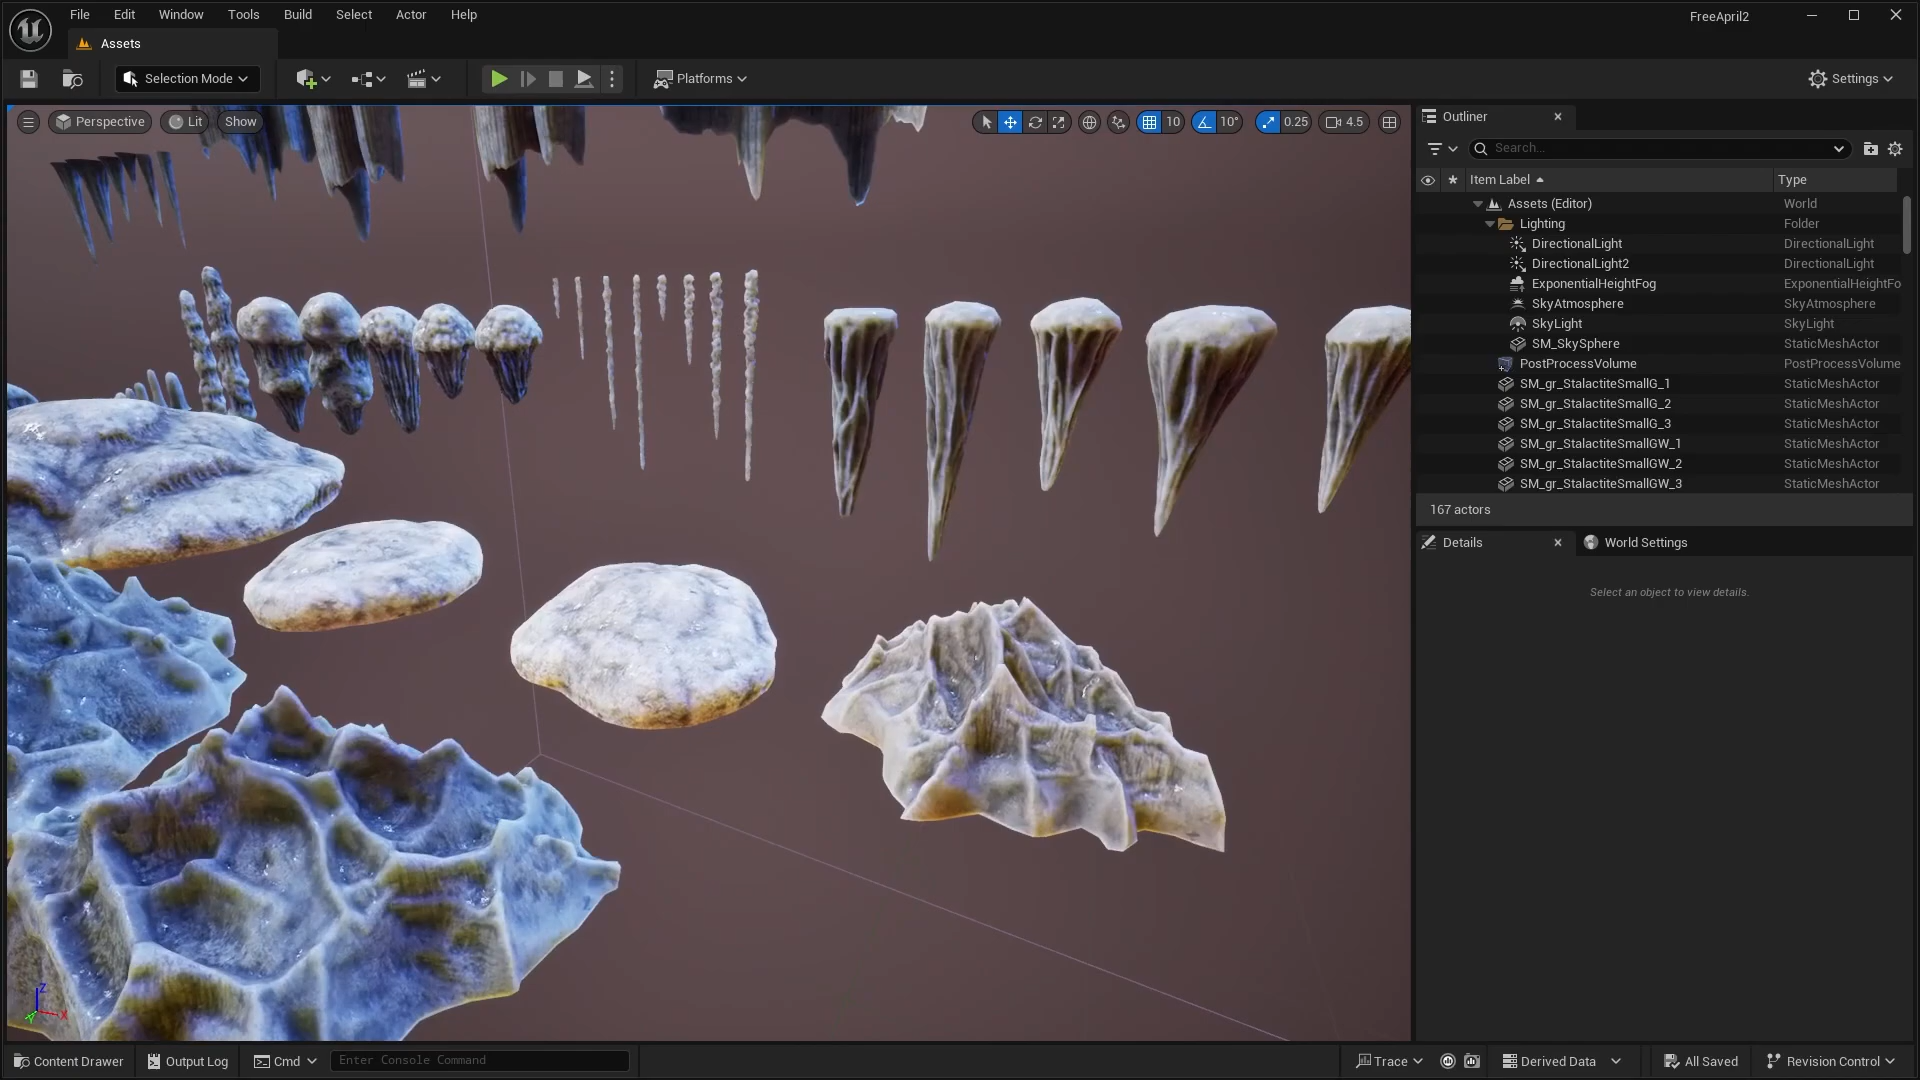 File Edit Window Tools Build Select Actor Help
FreeApril2
Assets
Selection Mode
Platforms
Settings
Perspective Lit Show
10 10° 0.25 4.5
Outliner
Search...
Item Label Type
Assets (Editor) World
Lighting Folder
DirectionalLight DirectionalLight
DirectionalLight2 DirectionalLight
ExponentialHeightFog ExponentialHeightFo
SkyAtmosphere SkyAtmosphere
SkyLight SkyLight
SM_SkySphere StaticMeshActor
PostProcessVolume PostProcessVolume
SM_gr_StalactiteSmallG_1 StaticMeshActor
SM_gr_StalactiteSmallG_2 StaticMeshActor
SM_gr_StalactiteSmallG_3 StaticMeshActor
SM_gr_StalactiteSmallGW_1 StaticMeshActor
SM_gr_StalactiteSmallGW_2 StaticMeshActor
SM_gr_StalactiteSmallGW_3 StaticMeshActor
167 actors
Details World Settings
Select an object to view details.
Z
X
Content Drawer Output Log Cmd Enter Console Command Trace Derived Data All Saved Revision Control